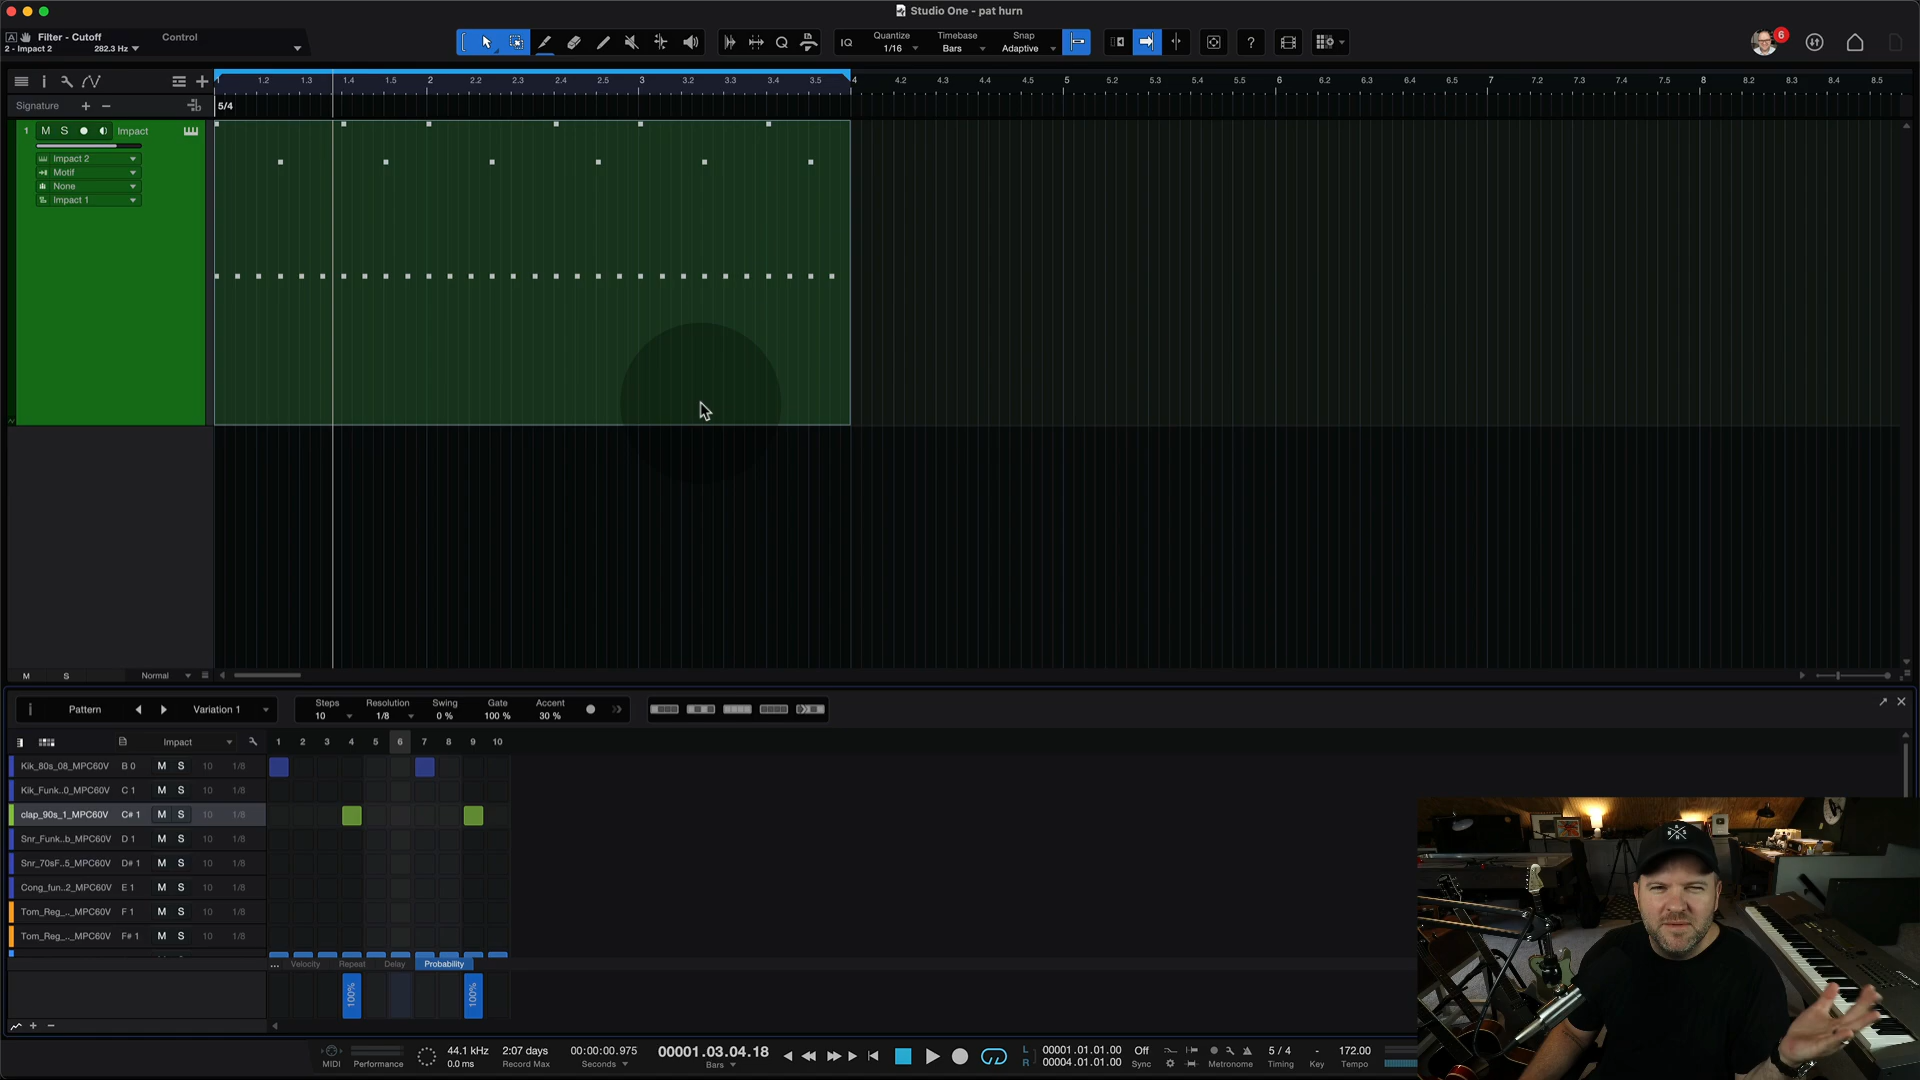 Studio One - pat hurn
Filter - Cutoff
2 - Impact 2 282.3 Hz
Control
Quantize
1/16
Timebase
Bars
Snap
Adaptive
IQ
?
6
1.2 1.3 1.4 1.5 2 2.2 2.3 2.4 2.5 3 3.2 3.3 3.4 3.5 4 4.2 4.3 4.4 4.5 5 5.2 5.3 5.4 5.5 6 6.2 6.3 6.4 6.5 7 7.2 7.3 7.4 7.5 8 8.2 8.3 8.4 8.5
Signature + −
5/4
1 M S Impact
Impact 2
Motif
None
Impact 1
M S Normal
Pattern Variation 1
Steps
10
Resolution
1/8
Swing
0 %
Gate
100 %
Accent
30 %
Impact 1 2 3 4 5 6 7 8 9 10
Kik_80s_08_MPC60V B 0 M S 10 1/8
Kik_Funk..0_MPC60V C 1 M S 10 1/8
clap_90s_1_MPC60V C# 1 M S 10 1/8
Snr_Funk..b_MPC60V D 1 M S 10 1/8
Snr_70sF..5_MPC60V D# 1 M S 10 1/8
Cong_fun..2_MPC60V E 1 M S 10 1/8
Tom_Reg_.._MPC60V F 1 M S 10 1/8
Tom_Reg_.._MPC60V F# 1 M S 10 1/8
... Velocity Repeat Delay Probability
100% 100%
MIDI
Performance
44.1 kHz
0.0 ms
2:07 days
Record Max
00:00:00.975
Seconds
00001.03.04.18
Bars
L 00001.01.01.00
R 00004.01.01.00
Off
Sync
Metronome
5 / 4
Timing
-
Key
172.00
Tempo